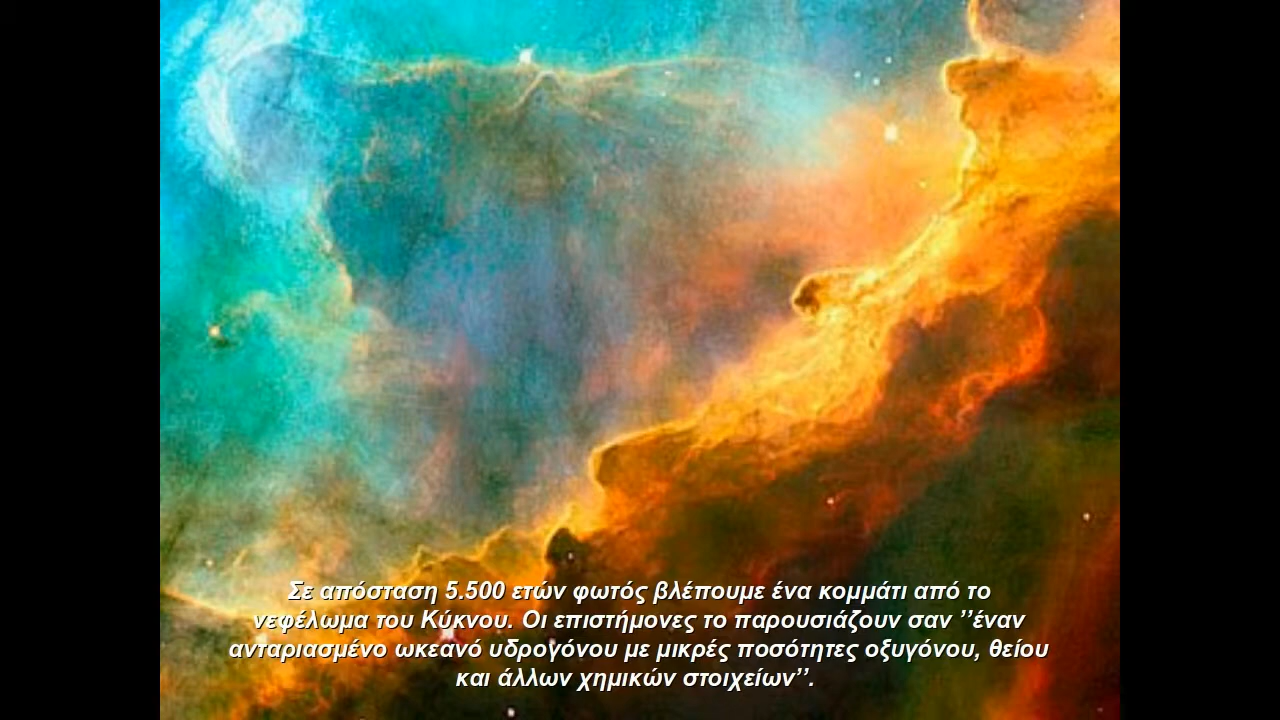 Σε απόσταση 5.500 ετών φωτός βλέπουμε ένα κομμάτι από το
νεφέλωμα του Κύκνου. Οι επιστήμονες το παρουσιάζουν σαν ’’έναν
ανταριασμένο ωκεανό υδρογόνου με μικρές ποσότητες οξυγόνου, θείου
και άλλων χημικών στοιχείων’’.